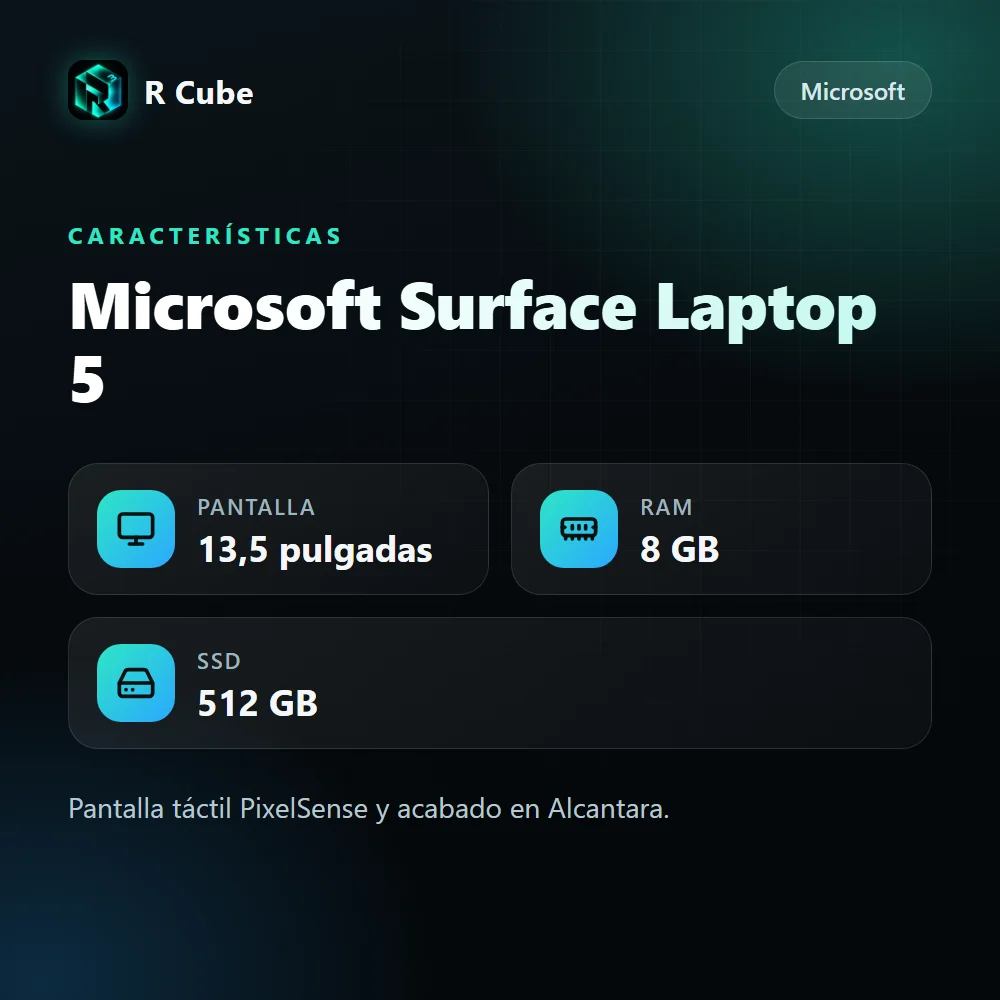 R Cube
Microsoft
CARACTERÍSTICAS
Microsoft Surface Laptop
5
PANTALLA
13,5 pulgadas
RAM
8 GB
SSD
512 GB
Pantalla táctil PixelSense y acabado en Alcantara.